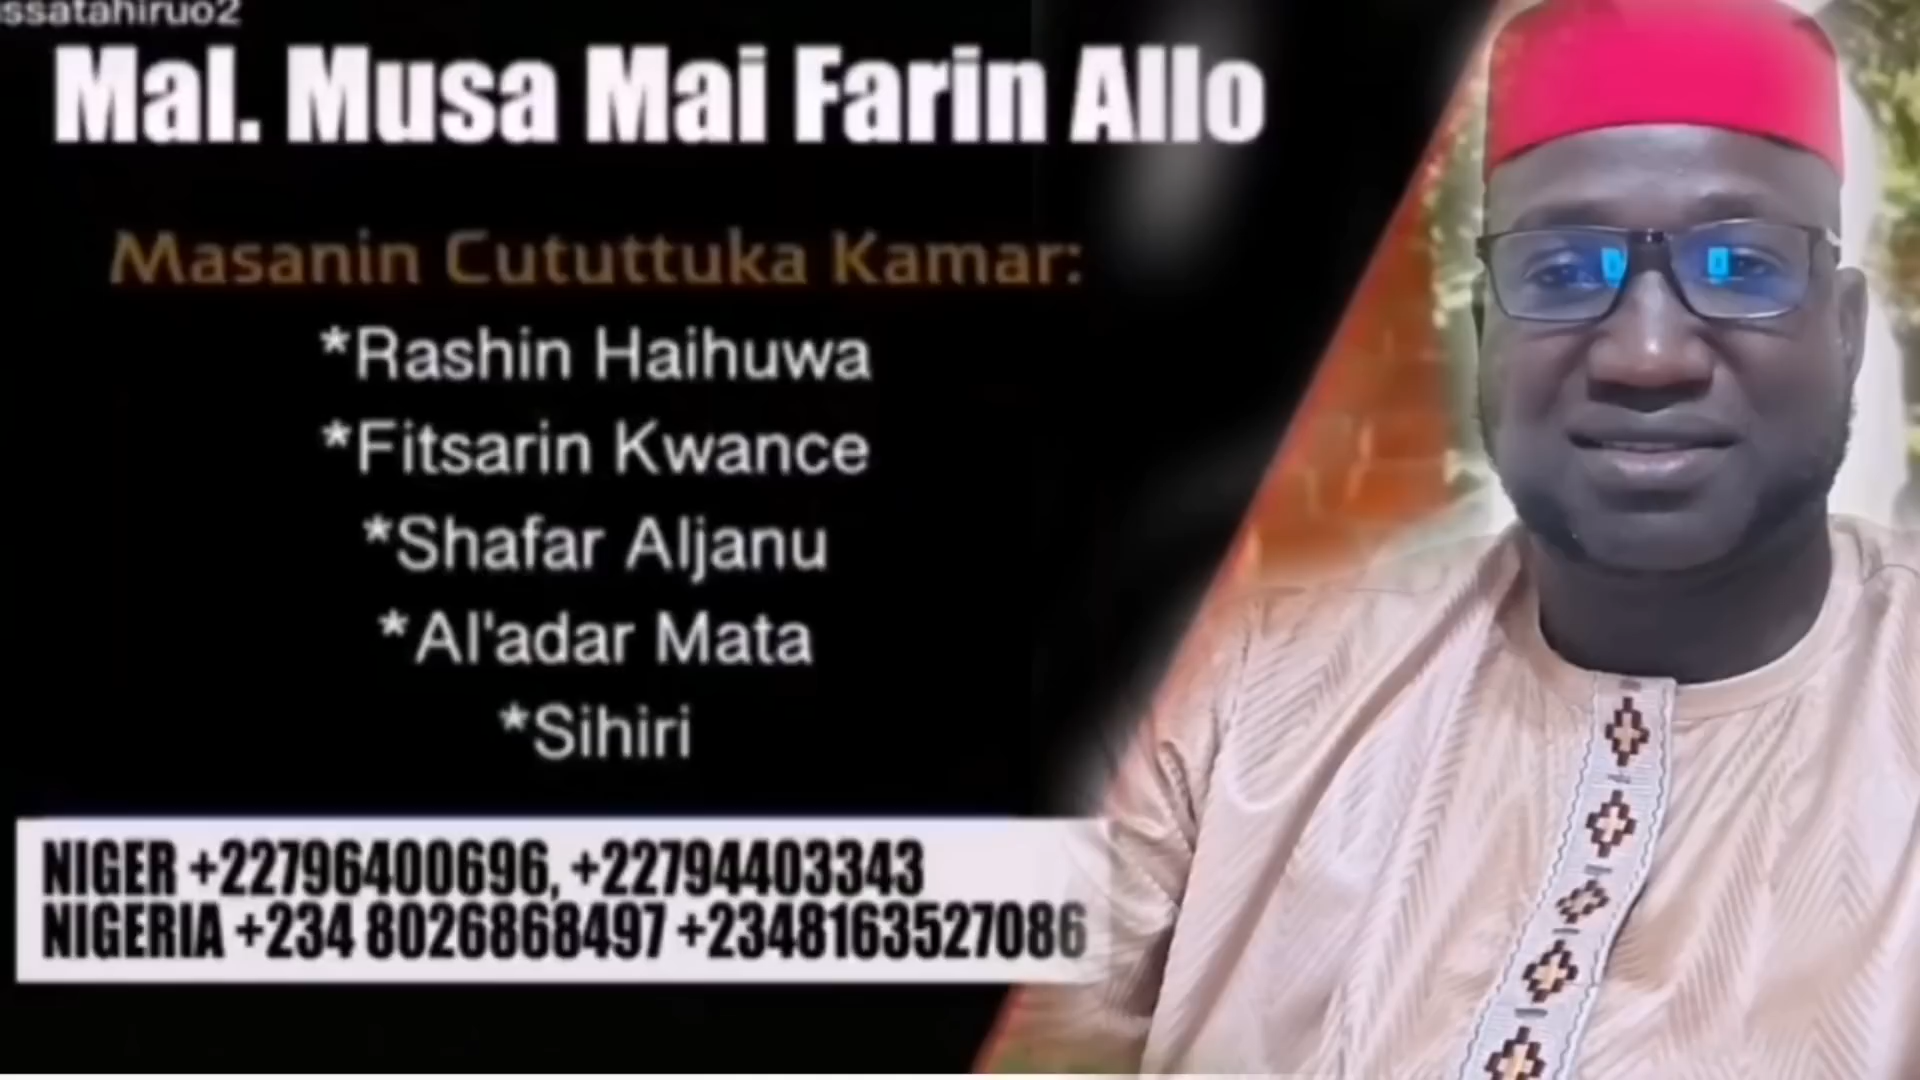 ssatahiruo2
Mal. Musa Mai Farin Allo
Masanin Cututtuka Kamar:
*Rashin Haihuwa
*Fitsarin Kwance
*Shafar Aljanu
*Al'adar Mata
*Sihiri
NIGER +22796400696, +22794403343
NIGERIA +234 8026868497 +2348163527086